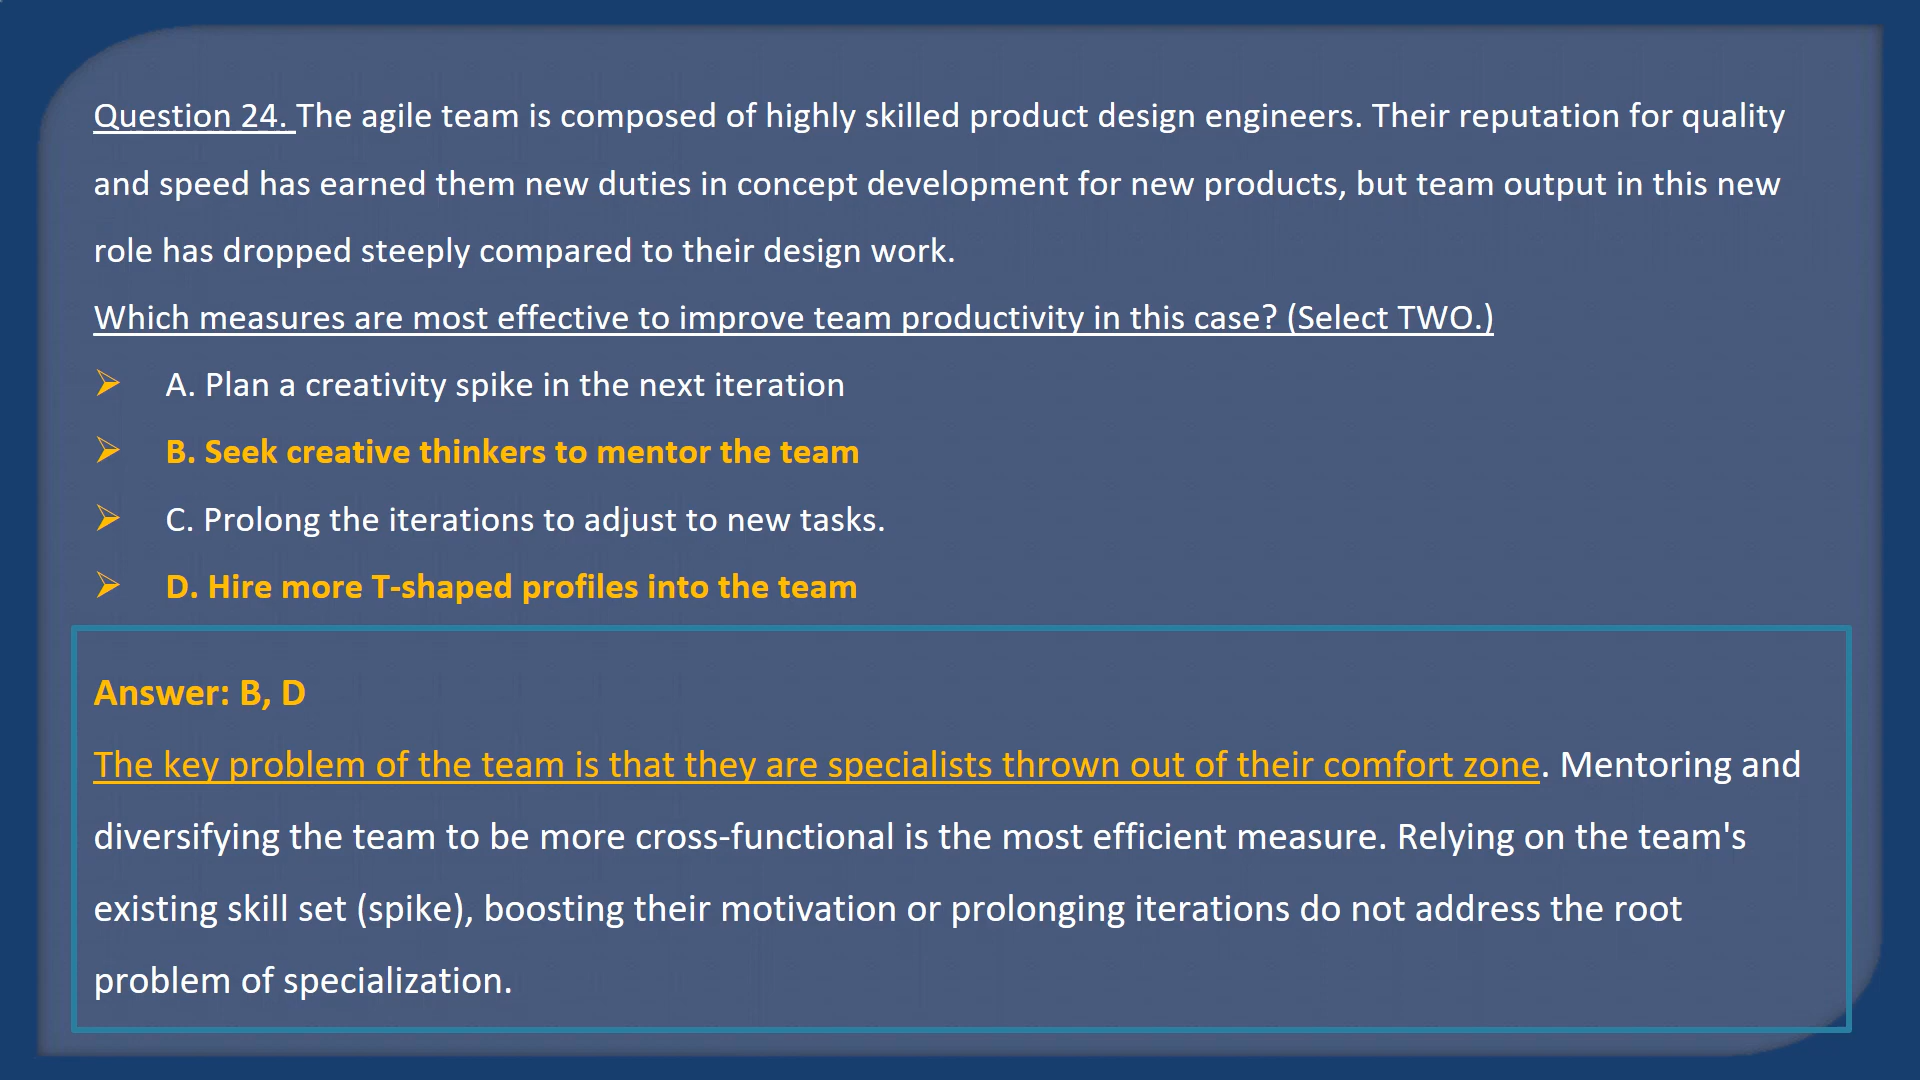 Question 24. The agile team is composed of highly skilled product design engineers. Their reputation for quality
and speed has earned them new duties in concept development for new products, but team output in this new
role has dropped steeply compared to their design work.
Which measures are most effective to improve team productivity in this case? (Select TWO.)
A. Plan a creativity spike in the next iteration
B. Seek creative thinkers to mentor the team
C. Prolong the iterations to adjust to new tasks.
D. Hire more T-shaped profiles into the team
Answer: B, D
The key problem of the team is that they are specialists thrown out of their comfort zone. Mentoring and
diversifying the team to be more cross-functional is the most efficient measure. Relying on the team's
existing skill set (spike), boosting their motivation or prolonging iterations do not address the root
problem of specialization.